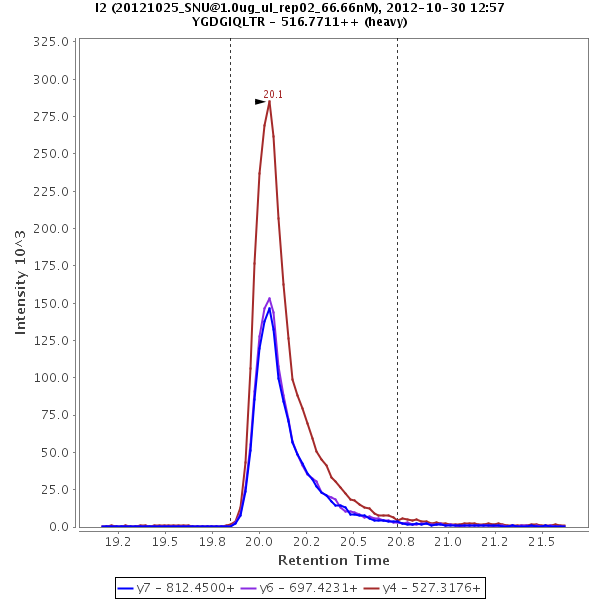 I2 (20121025_SNU@1.0ug_ul_rep02_66.66nM), 2012-10-30 12:57
YGDGIQLTR - 516.7711++ (heavy)
325.0
300.0
275.0
250.0
225.0
200.0
175.0
150.0
125.0
100.0
75.0
50.0
25.0
0.0
Intensity 10^3
20.1
19.2 19.5 19.8 20.0 20.2 20.5 20.8 21.0 21.2 21.5
Retention Time
y7 - 812.4500+ y6 - 697.4231+ y4 - 527.3176+